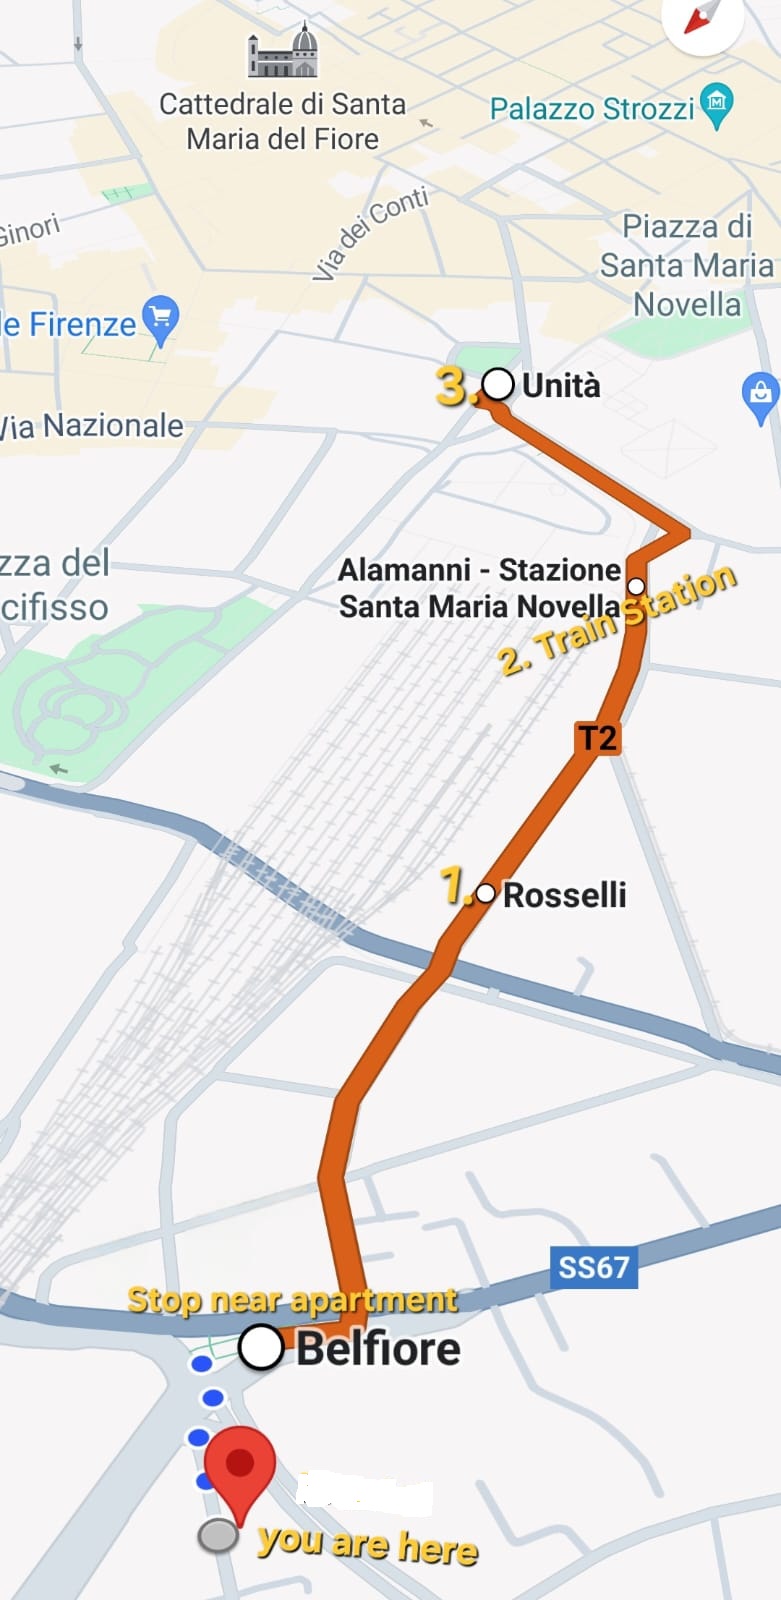 Cattedrale di Santa
Maria del Fiore
Palazzo Strozzi
M
Ginori
Via dei Conti
Piazza di
Santa Maria
Novella
le Firenze
3.
Unità
Via Nazionale
zza del
cifisso
Alamanni - Stazione
Santa Maria Novella
2. Train Station
T2
1.
Rosselli
SS67
Stop near apartment
Belfiore
you are here